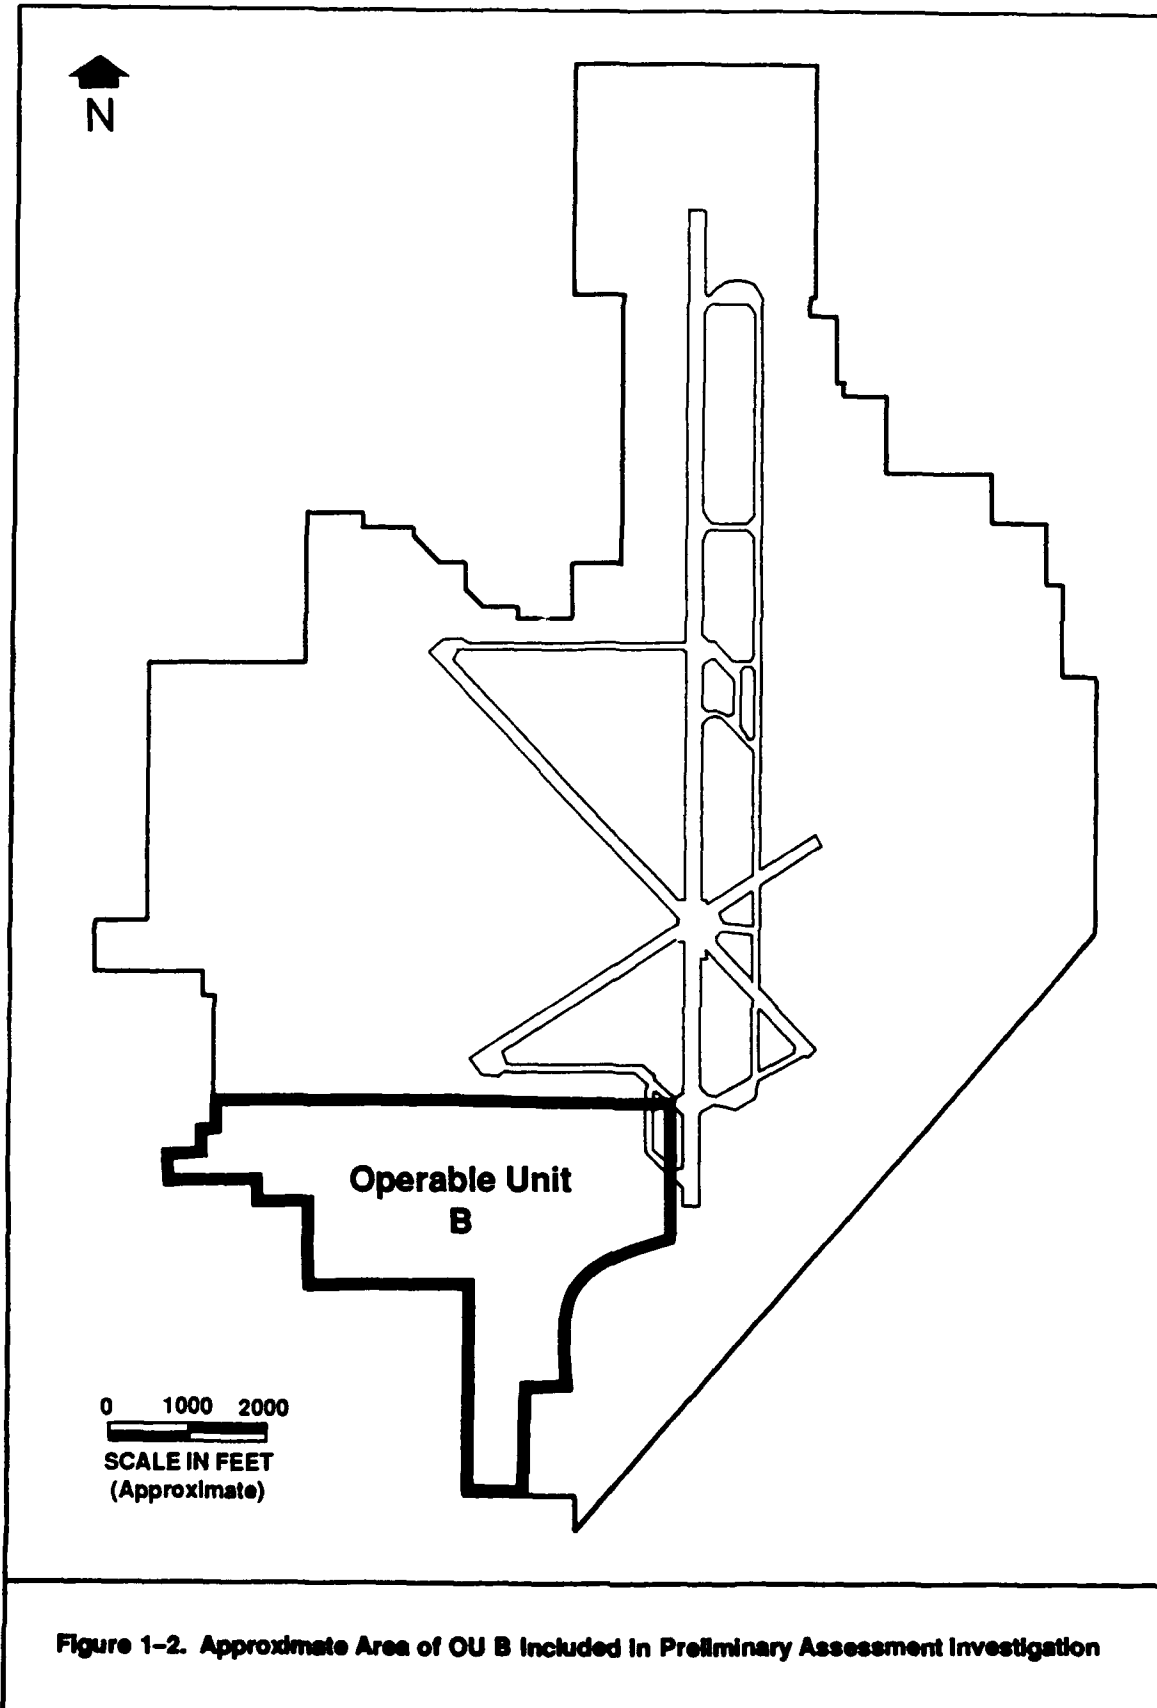 N
Operable Unit
B
0 1000 2000
SCALE IN FEET
(Approximate)
Figure 1-2. Approximate Area of OU B Included in Preliminary Assessment Investigation